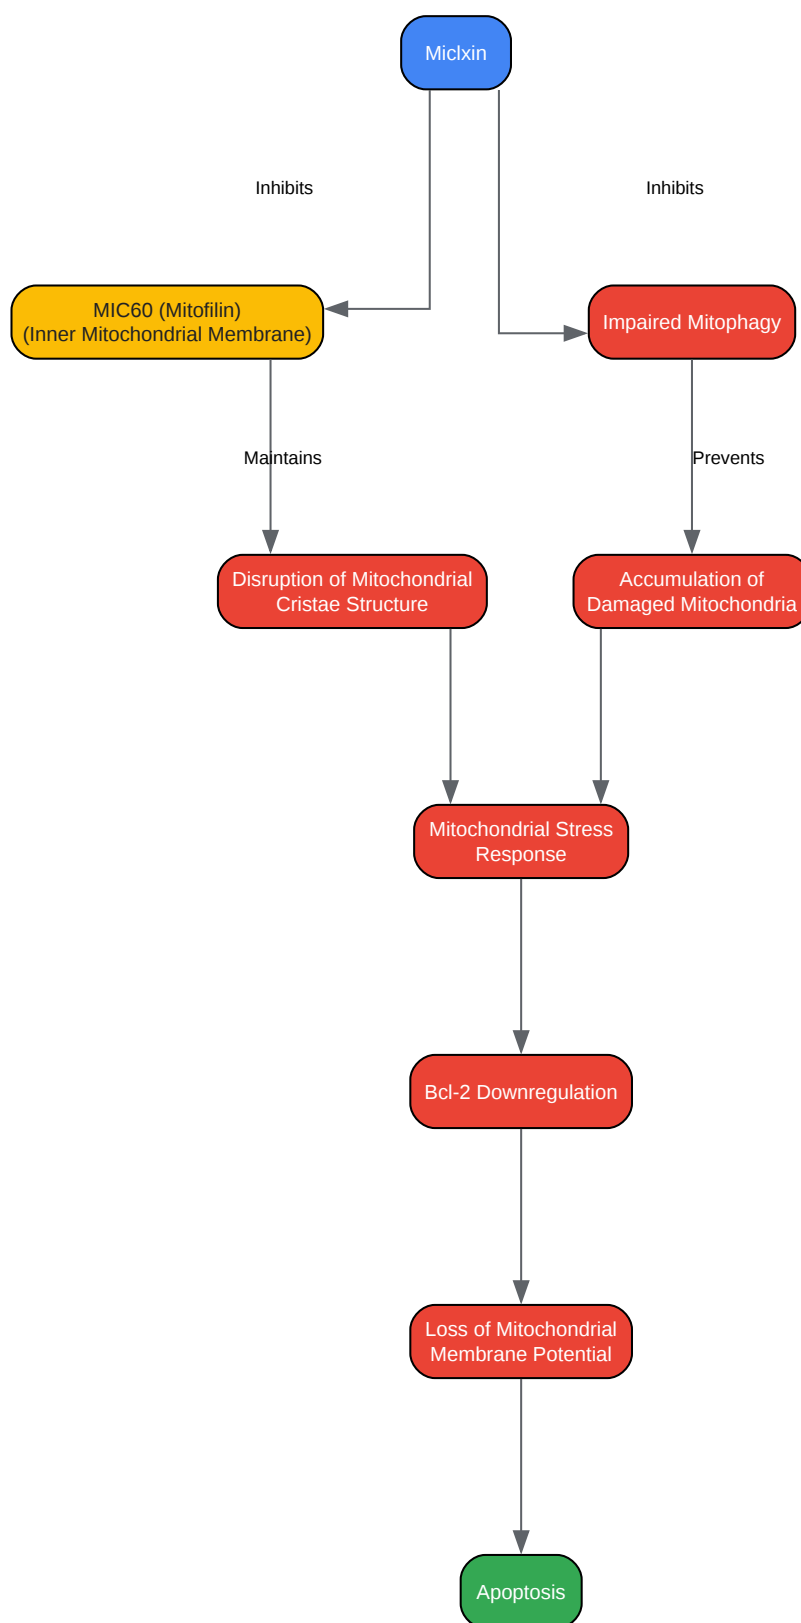 Miclxin
Inhibits
Inhibits
MIC60 (Mitofilin)
(Inner Mitochondrial Membrane)
Impaired Mitophagy
Maintains
Prevents
Disruption of Mitochondrial
Cristae Structure
Accumulation of
Damaged Mitochondria
Mitochondrial Stress
Response
Bcl-2 Downregulation
Loss of Mitochondrial
Membrane Potential
Apoptosis